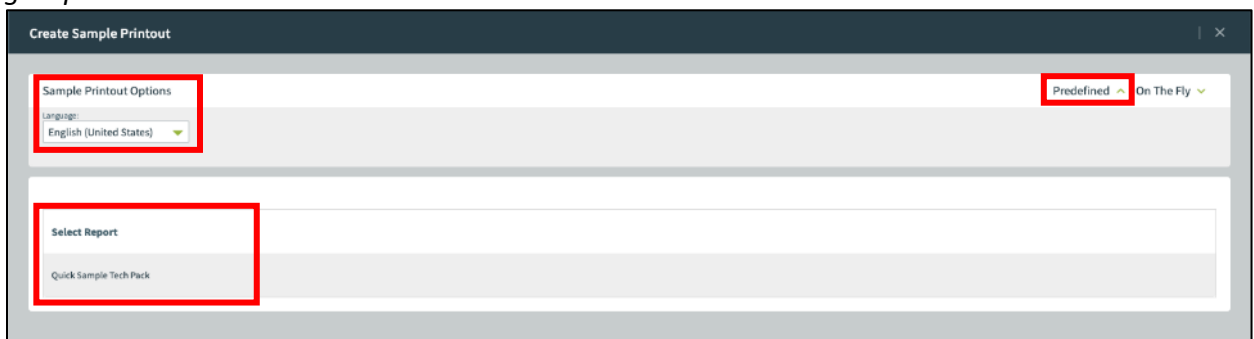 Create Sample Printout
Sample Printout Options
Predefined
On The Fly
Language:
English (United States)
Select Report
Quick Sample Tech Pack